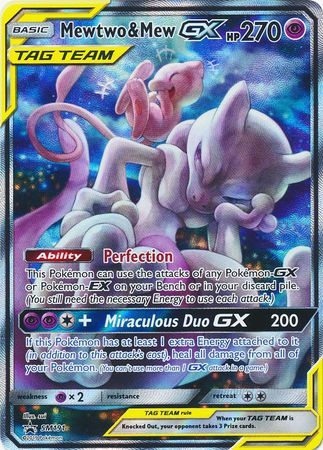 BASIC
Mewtwo&Mew GX HP 270
TAG TEAM
Ability Perfection
This Pokémon can use the attacks of any Pokémon-GX
or Pokémon-EX on your Bench or in your discard pile.
(You still need the necessary Energy to use each attack.)
+ Miraculous Duo GX 200
If this Pokémon has at least 1 extra Energy attached to it
(in addition to this attack's cost), heal all damage from all
of your Pokémon. (You can't use more than 1 GX attack in a game.)
weakness ×2 resistance retreat
TAG TEAM rule
When your TAG TEAM is
Knocked Out, your opponent takes 3 Prize cards.
Illus. sui
SM191
©2019 Pokémon